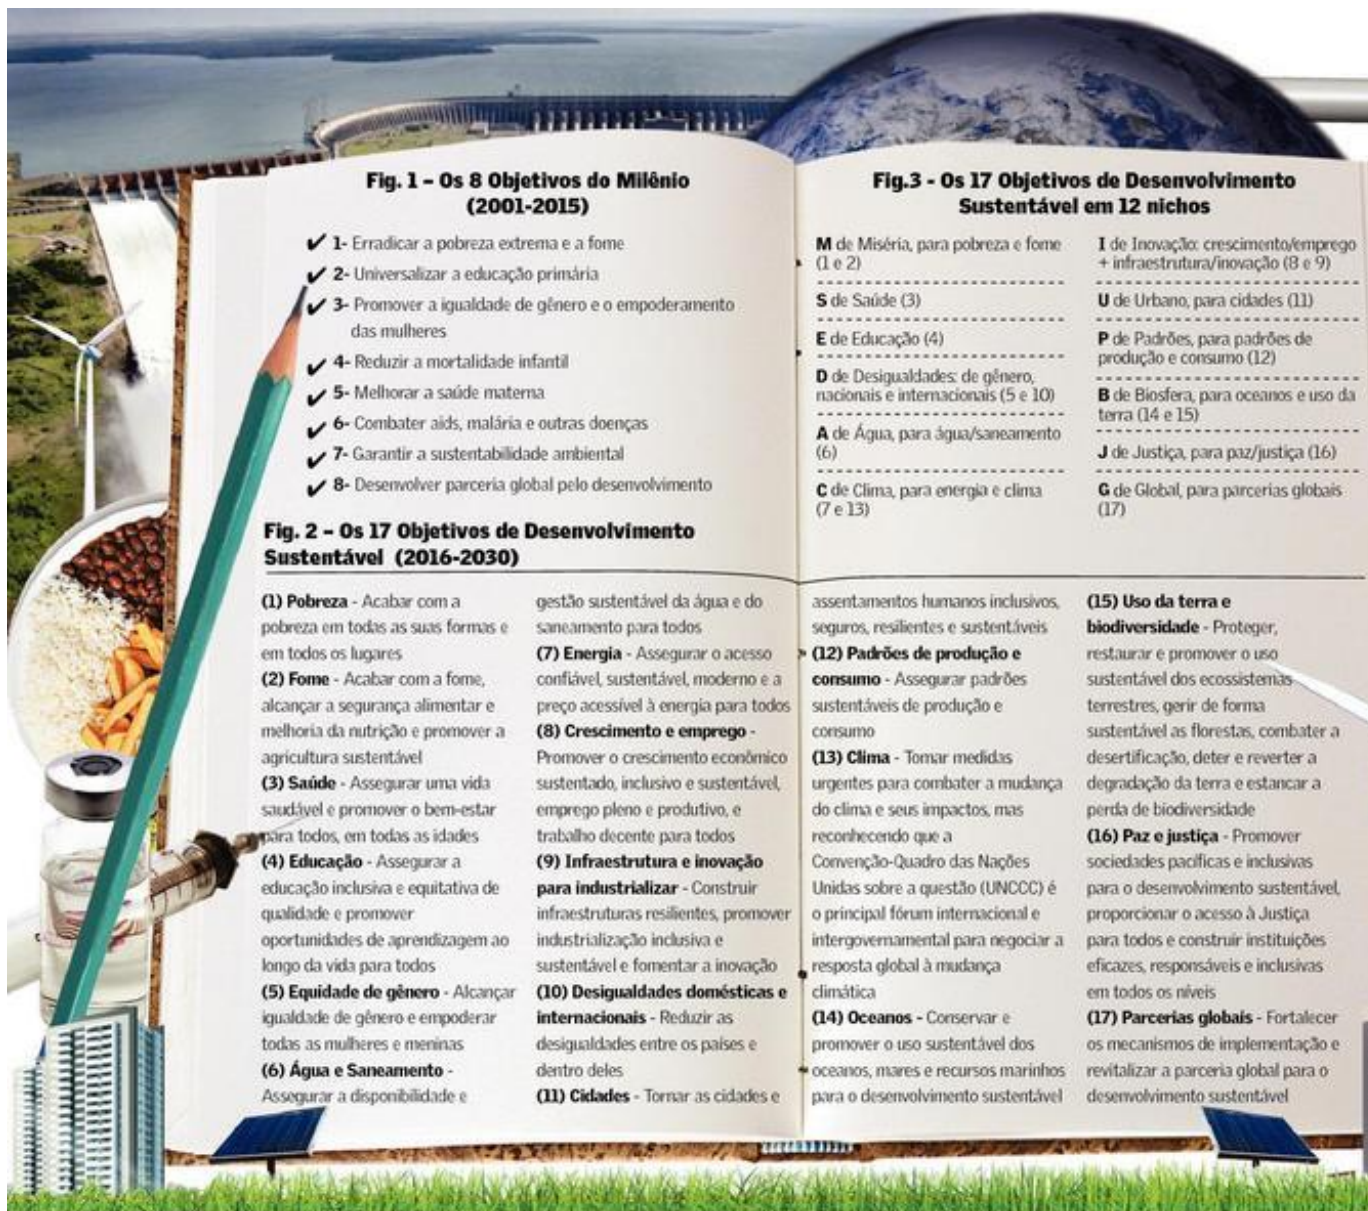 Fig. 1 – Os 8 Objetivos do Milênio
(2001-2015)
1- Erradicar a pobreza extrema e a fome
2- Universalizar a educação primária
3- Promover a igualdade de gênero e o empoderamento
das mulheres
4- Reduzir a mortalidade infantil
5- Melhorar a saúde materna
6- Combater aids, malária e outras doenças
7- Garantir a sustentabilidade ambiental
8- Desenvolver parceria global pelo desenvolvimento
Fig.3 - Os 17 Objetivos de Desenvolvimento
Sustentável em 12 nichos
M de Miséria, para pobreza e fome
(1 e 2)
S de Saúde (3)
E de Educação (4)
D de Desigualdades: de gênero,
nacionais e internacionais (5 e 10)
A de Água, para água/saneamento
(6)
C de Clima, para energia e clima
(7 e 13)
I de Inovação: crescimento/emprego
+ infraestrutura/inovação (8 e 9)
U de Urbano, para cidades (11)
P de Padrões, para padrões de
produção e consumo (12)
B de Biosfera, para oceanos e uso da
terra (14 e 15)
J de Justiça, para paz/justiça (16)
G de Global, para parcerias globais
(17)
Fig. 2 – Os 17 Objetivos de Desenvolvimento
Sustentável (2016-2030)
(1) Pobreza - Acabar com a
pobreza em todas as suas formas e
em todos os lugares
(2) Fome - Acabar com a fome,
alcançar a segurança alimentar e
melhoria da nutrição e promover a
agricultura sustentável
(3) Saúde - Assegurar uma vida
saudável e promover o bem-estar
para todos, em todas as idades
(4) Educação - Assegurar a
educação inclusiva e equitativa de
qualidade e promover
oportunidades de aprendizagem ao
longo da vida para todos
(5) Equidade de gênero - Alcançar
igualdade de gênero e empoderar
todas as mulheres e meninas
(6) Água e Saneamento -
Assegurar a disponibilidade e
gestão sustentável da água e do
saneamento para todos
(7) Energia - Assegurar o acesso
confiável, sustentável, moderno e a
preço acessível à energia para todos
(8) Crescimento e emprego -
Promover o crescimento econômico
sustentado, inclusivo e sustentável,
emprego pleno e produtivo, e
trabalho decente para todos
(9) Infraestrutura e inovação
para industrializar - Construir
infraestruturas resilientes, promover
industrialização inclusiva e
sustentável e fomentar a inovação
(10) Desigualdades domésticas e
internacionais - Reduzir as
desigualdades entre os países e
dentro deles
(11) Cidades - Tornar as cidades e
assentamentos humanos inclusivos,
seguros, resilientes e sustentáveis
(12) Padrões de produção e
consumo - Assegurar padrões
sustentáveis de produção e
consumo
(13) Clima - Tomar medidas
urgentes para combater a mudança
do clima e seus impactos, mas
reconhecendo que a
Convenção-Quadro das Nações
Unidas sobre a questão (UNCCC) é
o principal fórum internacional e
intergovernamental para negociar a
resposta global à mudança
climática
(14) Oceanos - Conservar e
promover o uso sustentável dos
oceanos, mares e recursos marinhos
para o desenvolvimento sustentável
(15) Uso da terra e
biodiversidade - Proteger,
restaurar e promover o uso
sustentável dos ecossistemas
terrestres, gerir de forma
sustentável as florestas, combater a
desertificação, deter e reverter a
degradação da terra e estancar a
perda de biodiversidade
(16) Paz e justiça - Promover
sociedades pacíficas e inclusivas
para o desenvolvimento sustentável,
proporcionar o acesso à Justiça
para todos e construir instituições
eficazes, responsáveis e inclusivas
em todos os níveis
(17) Parcerias globais - Fortalecer
os mecanismos de implementação e
revitalizar a parceria global para o
desenvolvimento sustentável